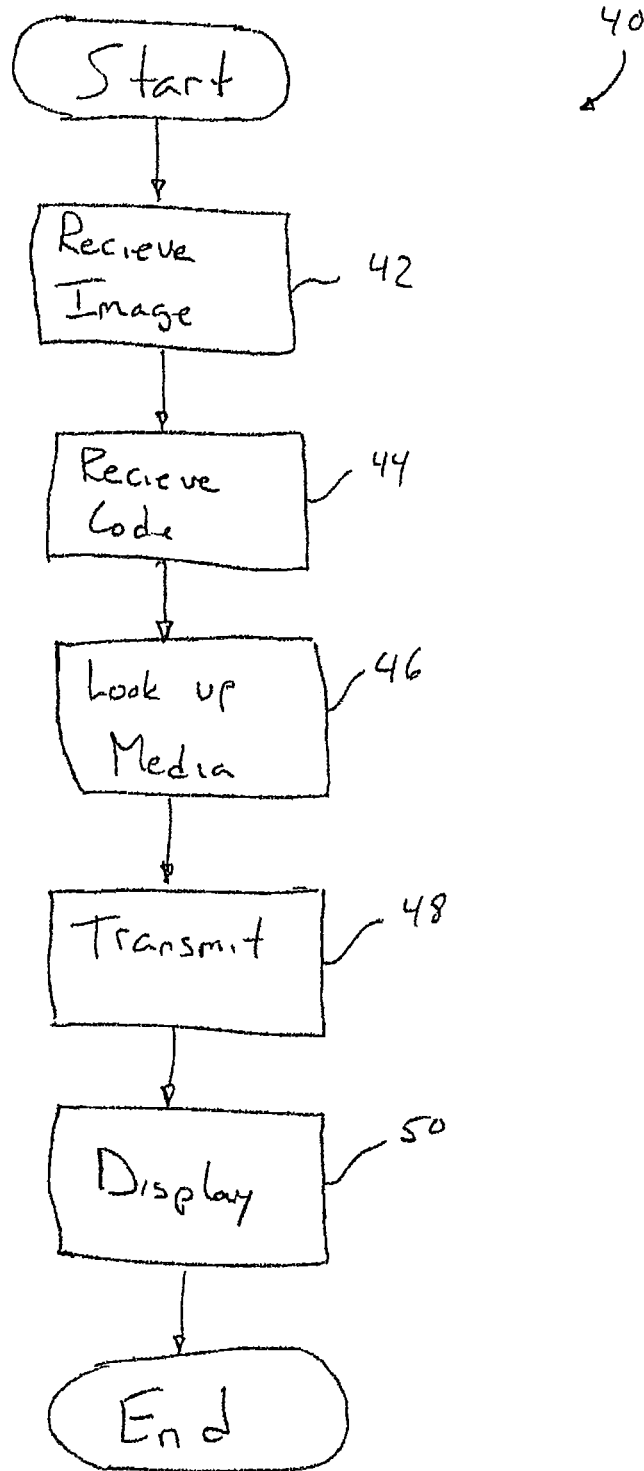 40
Start
Recieve
Image
42
Recieve
Code
44
Look up
Media
46
Transmit
48
Display
50
End